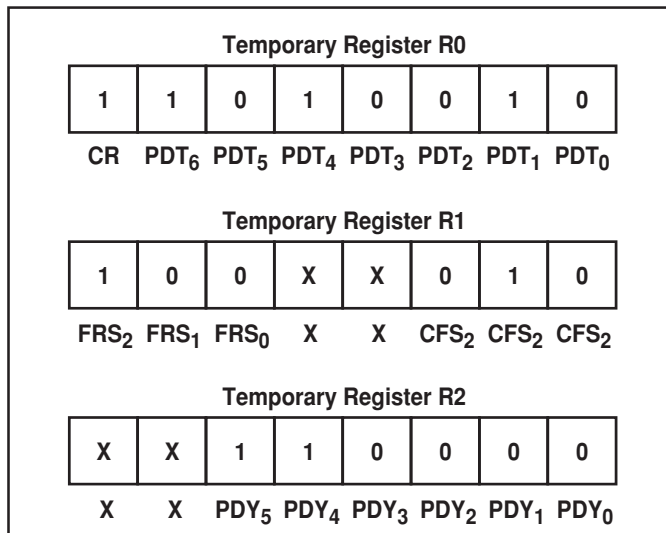 Temporary Register R0
1 1 0 1 0 0 1 0
CR PDT6 PDT5 PDT4 PDT3 PDT2 PDT1 PDT0
Temporary Register R1
1 0 0 X X 0 1 0
FRS2 FRS1 FRS0 X X CFS2 CFS2 CFS2
Temporary Register R2
X X 1 1 0 0 0 0
X X PDY5 PDY4 PDY3 PDY2 PDY1 PDY0